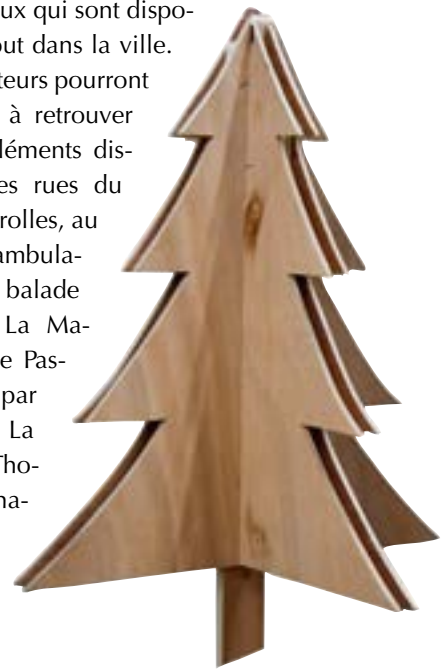 ux qui sont dispo-
out dans la ville.
teurs pourront
à retrouver
léments dis-
es rues du
rolles, au
ambula-
balade
La Ma-
e Pas-
par
La
Tho-
na-